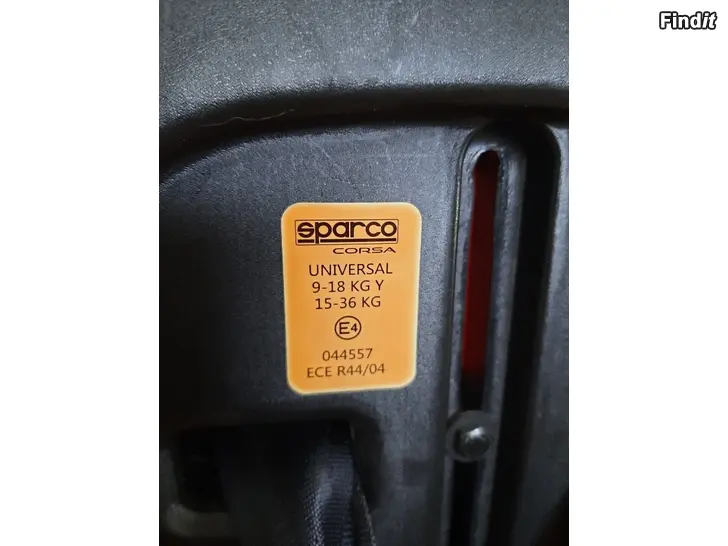 Findit
sparco
CORSA
UNIVERSAL
9-18 KG Y
15-36 KG
E4
044557
ECE R44/04